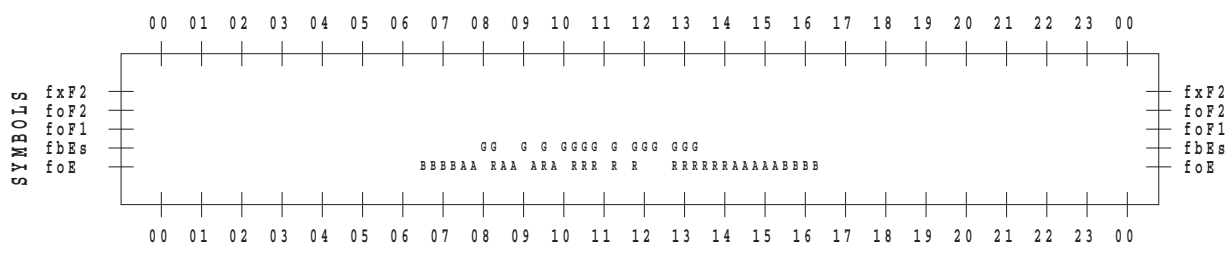 00 01 02 03 04 05 06 07 08 09 10 11 12 13 14 15 16 17 18 19 20 21 22 23 00
SYMBOLS
fxF2 fxF2
foF2 foF2
foF1 foF1
fbEs GG G G GGGG G GGG GGG fbEs
foE BBBBAA RAA ARA RRR R R RRRRRRAAAAABBBB foE
00 01 02 03 04 05 06 07 08 09 10 11 12 13 14 15 16 17 18 19 20 21 22 23 00